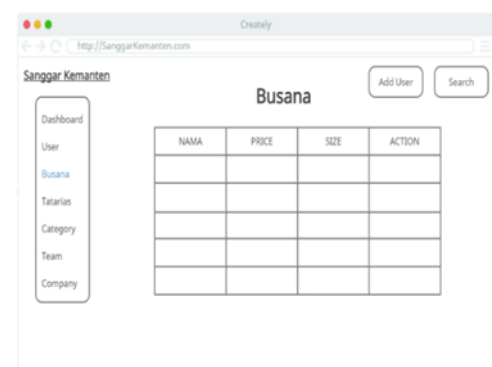 Creately
http://SanggarKemanten.com
Sanggar Kemanten
Add User
Search
Busana
Dashboard
User
Busana
Tatarias
Category
Team
Company
NAMA PRICE SIZE ACTION